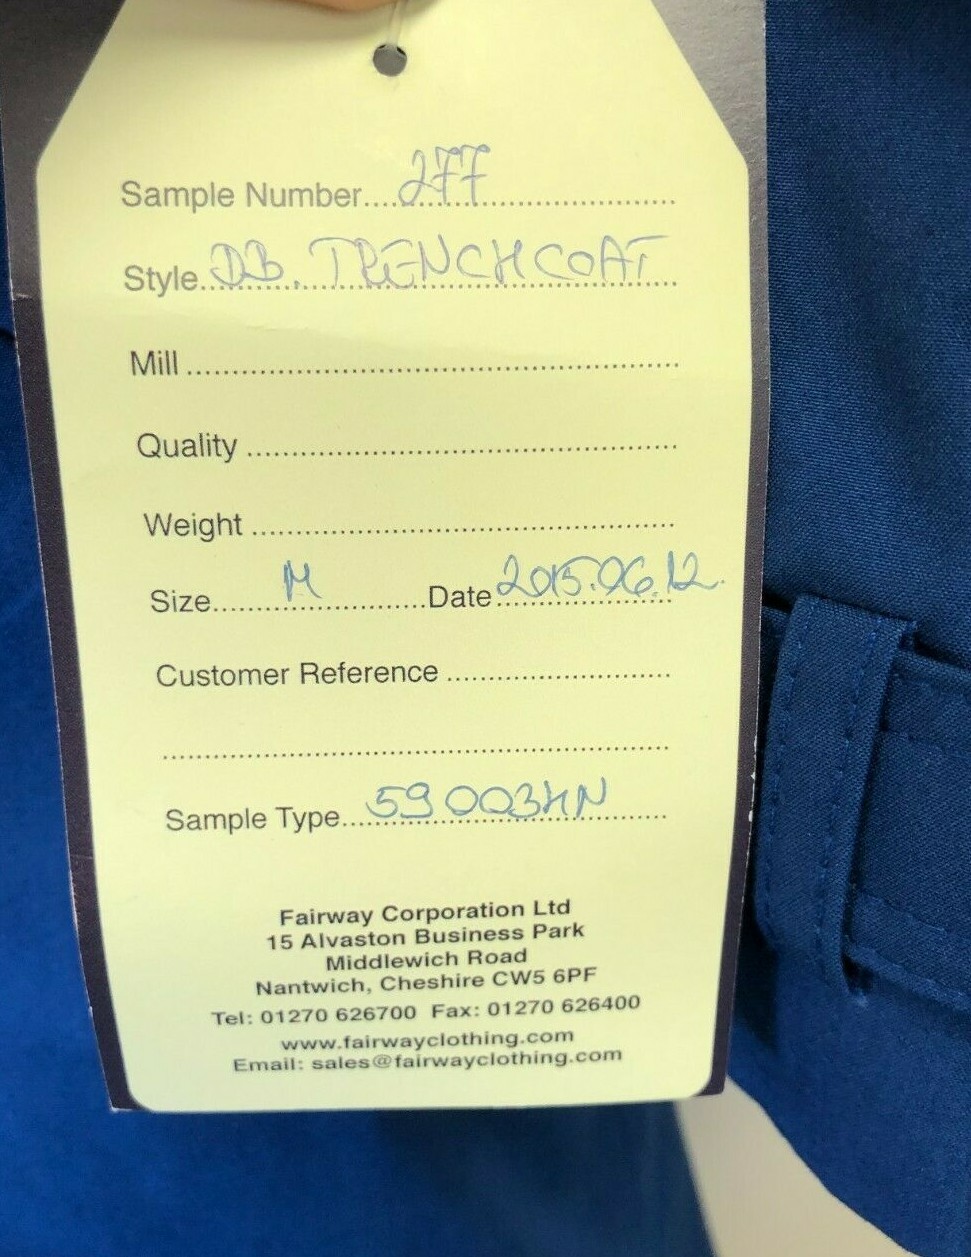 Sample Number....277
Style..DB. TRENCHCOAT
Mill
Quality
Weight
Size....M....Date 2015.06.12.
Customer Reference
Sample Type...59003HN
Fairway Corporation Ltd
15 Alvaston Business Park
Middlewich Road
Nantwich, Cheshire CW5 6PF
Tel: 01270 626700 Fax: 01270 626400
www.fairwayclothing.com
Email: sales@fairwayclothing.com